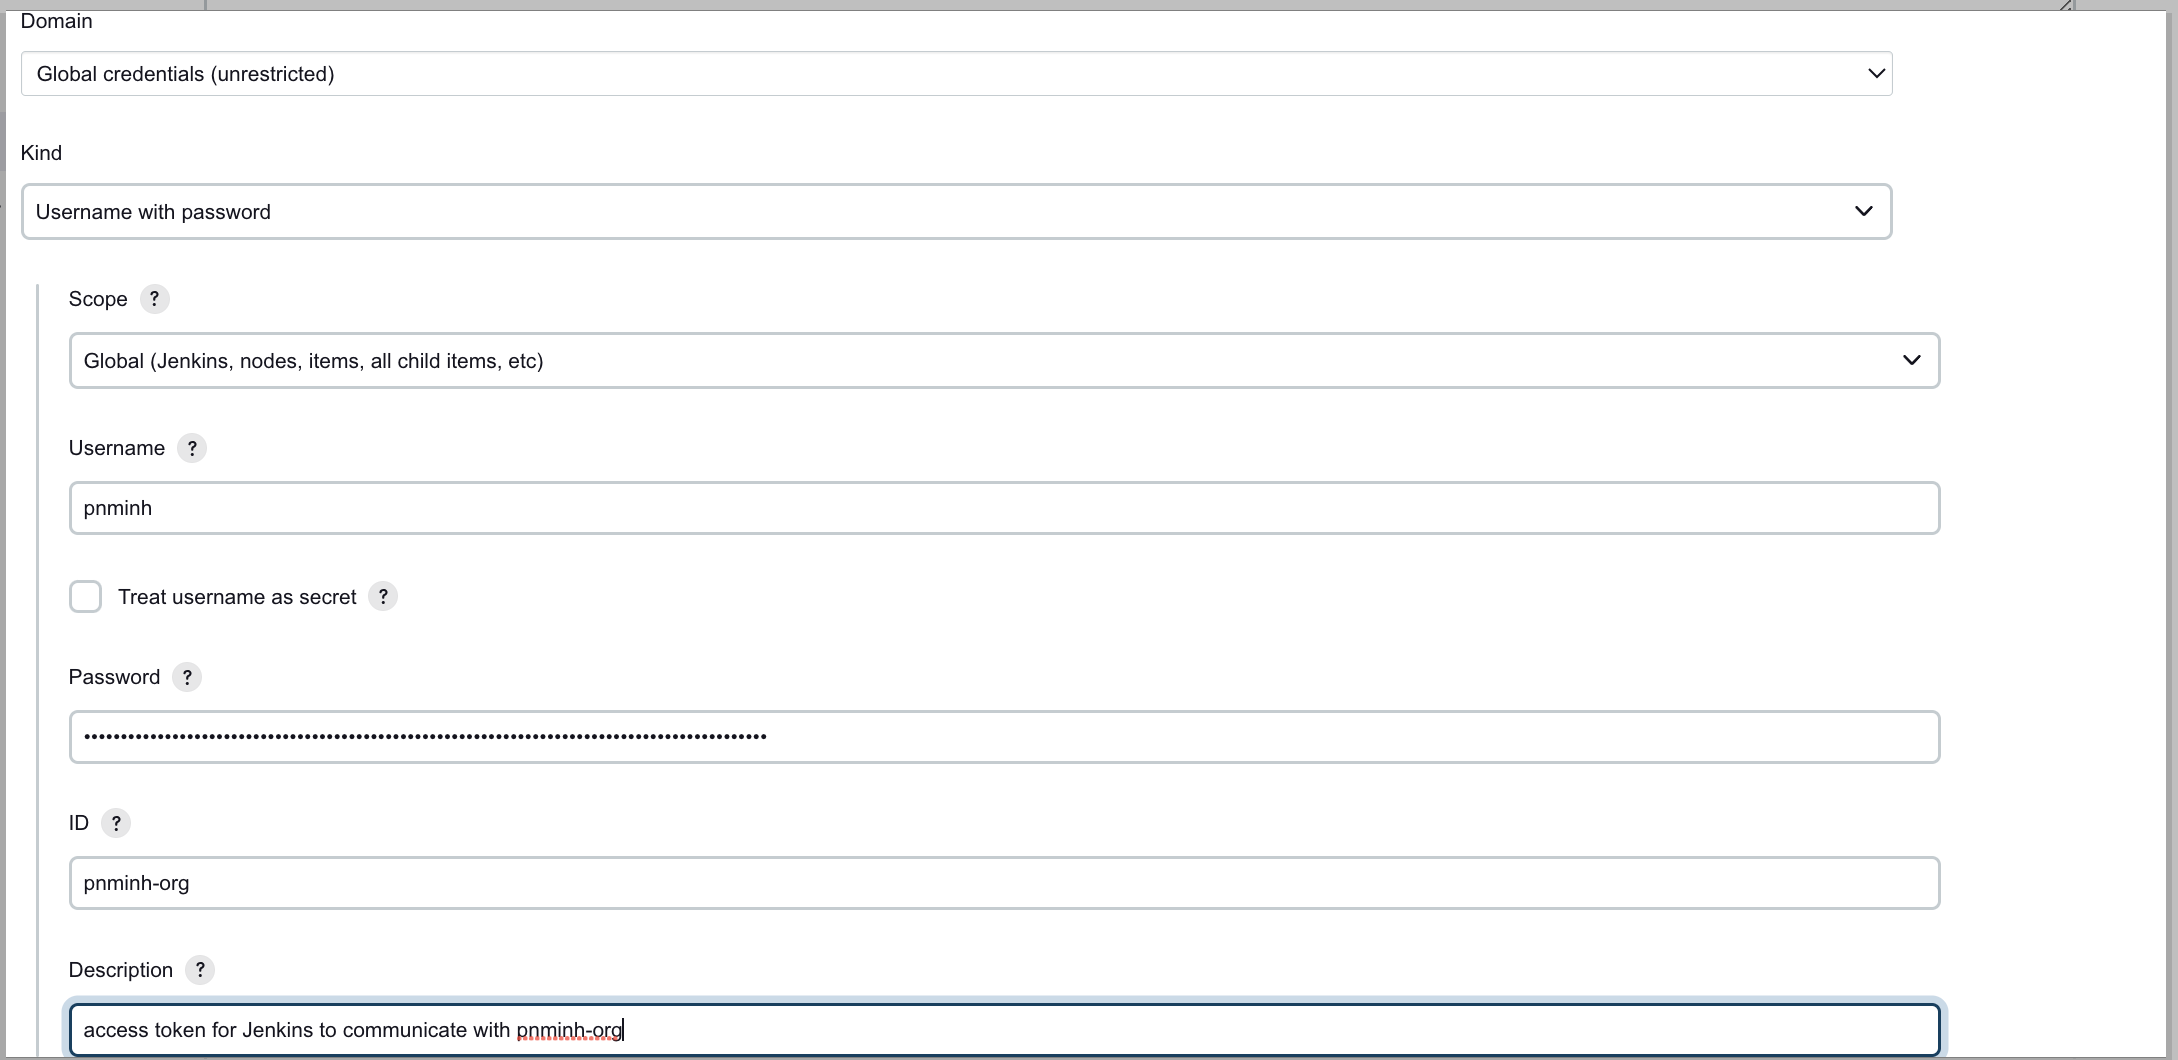 Domain
Global credentials (unrestricted)
Kind
Username with password
Scope ?
Global (Jenkins, nodes, items, all child items, etc)
Username ?
pnminh
Treat username as secret ?
Password ?
••••••••••••••••••••••••••••••••••••••••••••••••••••••••••••••••••••••••••••••••••••••••••••
ID ?
pnminh-org
Description ?
access token for Jenkins to communicate with pnminh-org